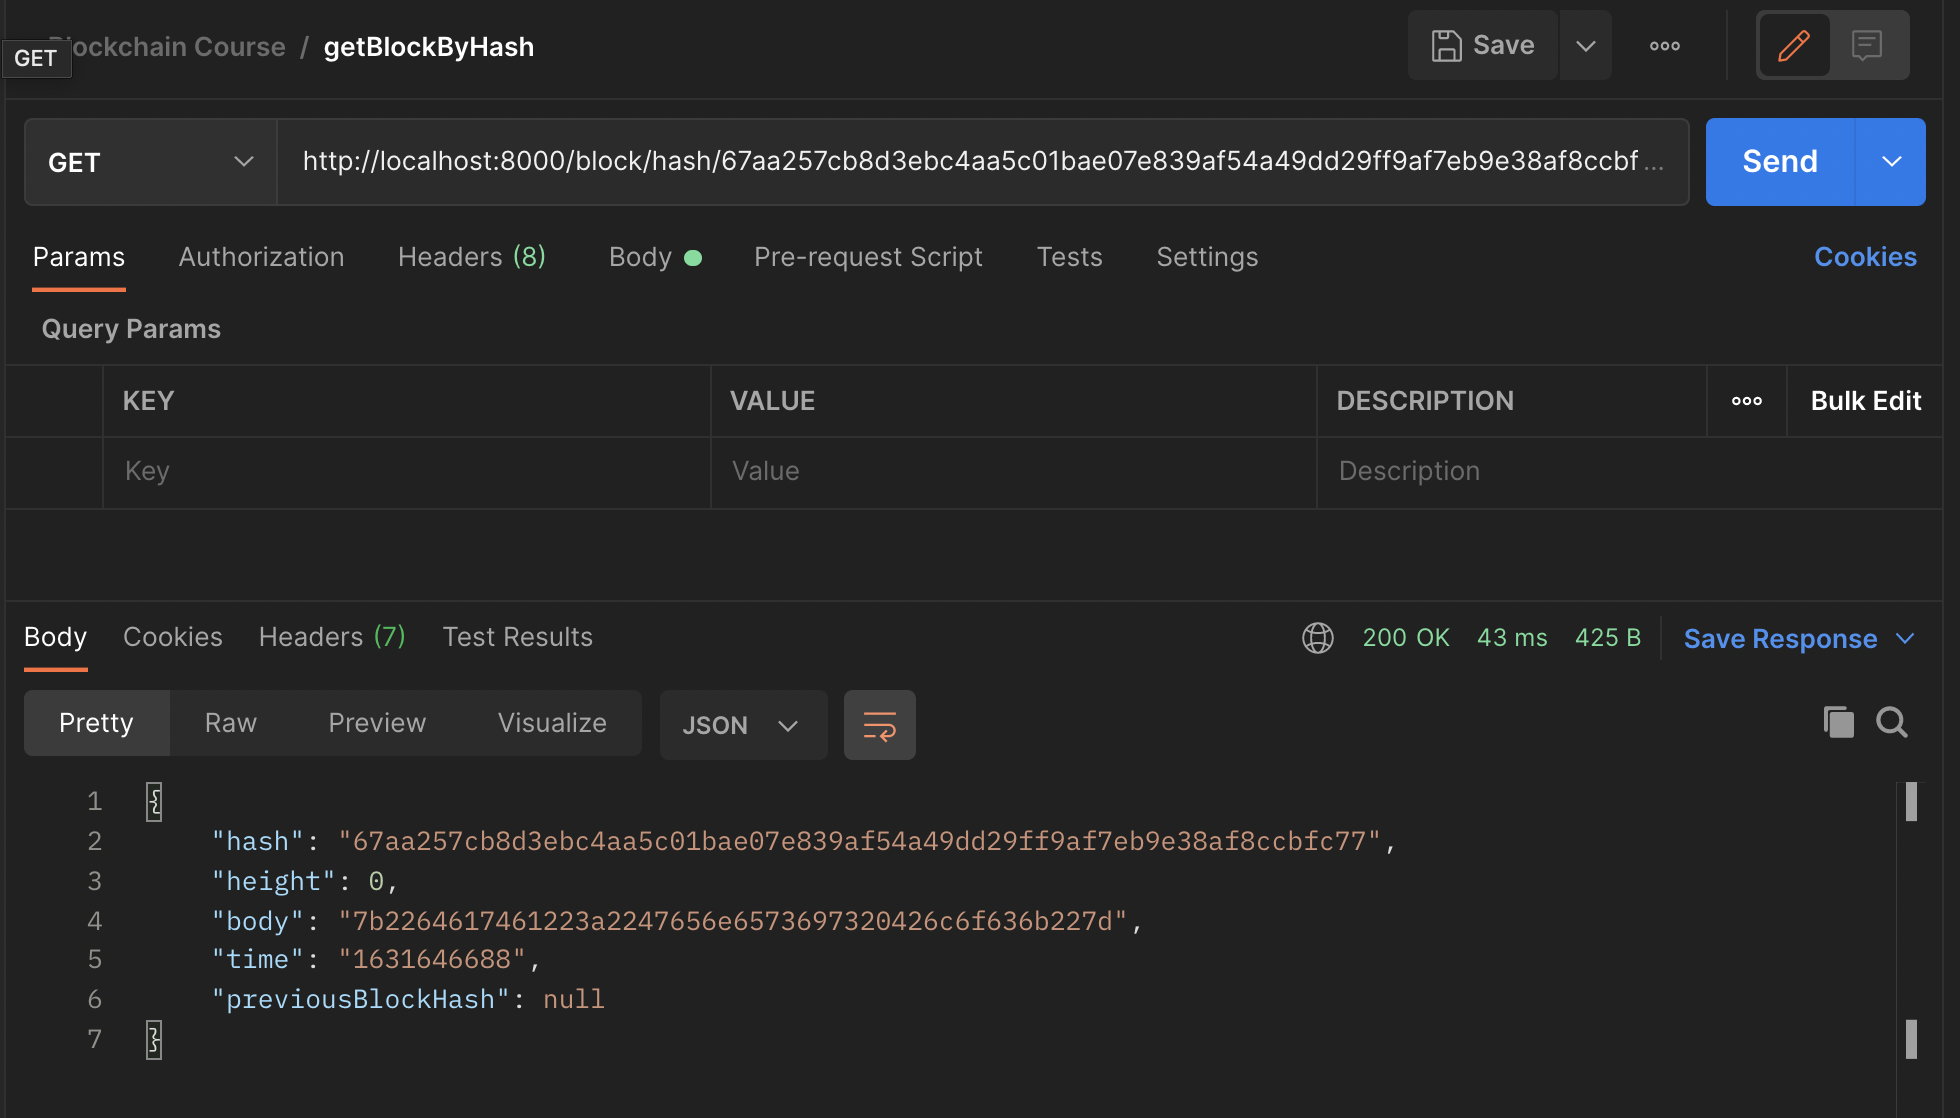 Blockchain Course / getBlockByHash
GET
Save
GET
http://localhost:8000/block/hash/67aa257cb8d3ebc4aa5c01bae07e839af54a49dd29ff9af7eb9e38af8ccbf...
Send
Params Authorization Headers (8) Body Pre-request Script Tests Settings Cookies
Query Params
KEY VALUE DESCRIPTION Bulk Edit
Key Value Description
Body Cookies Headers (7) Test Results 200 OK 43 ms 425 B Save Response
Pretty Raw Preview Visualize JSON
1 {
2 "hash": "67aa257cb8d3ebc4aa5c01bae07e839af54a49dd29ff9af7eb9e38af8ccbfc77",
3 "height": 0,
4 "body": "7b2264617461223a2247656e6573697320426c6f636b227d",
5 "time": "1631646688",
6 "previousBlockHash": null
7 }